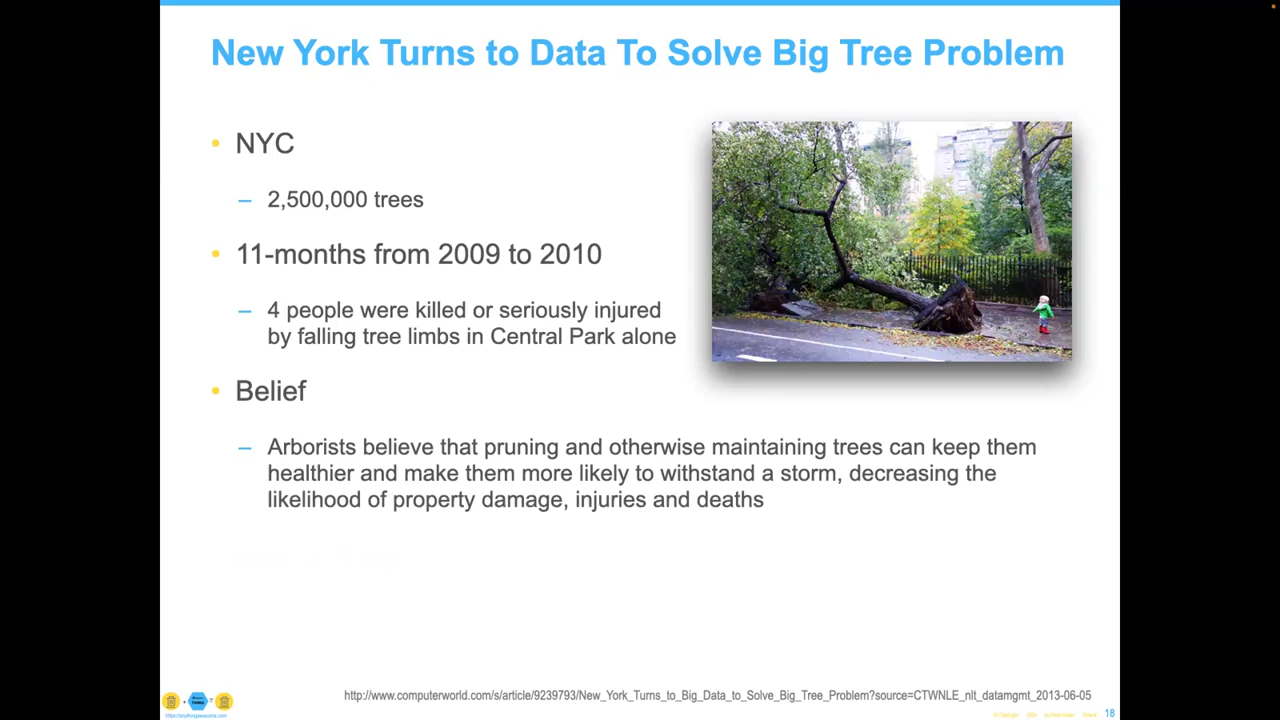 New York Turns to Data To Solve Big Tree Problem
• NYC
– 2,500,000 trees
• 11-months from 2009 to 2010
– 4 people were killed or seriously injured
by falling tree limbs in Central Park alone
• Belief
– Arborists believe that pruning and otherwise maintaining trees can keep them
healthier and make them more likely to withstand a storm, decreasing the
likelihood of property damage, injuries and deaths
http://www.computerworld.com/s/article/9239793/New_York_Turns_to_Big_Data_to_Solve_Big_Tree_Problem?source=CTWNLE_nlt_datamgmt_2013-06-05
https://anythingawesome.com
18